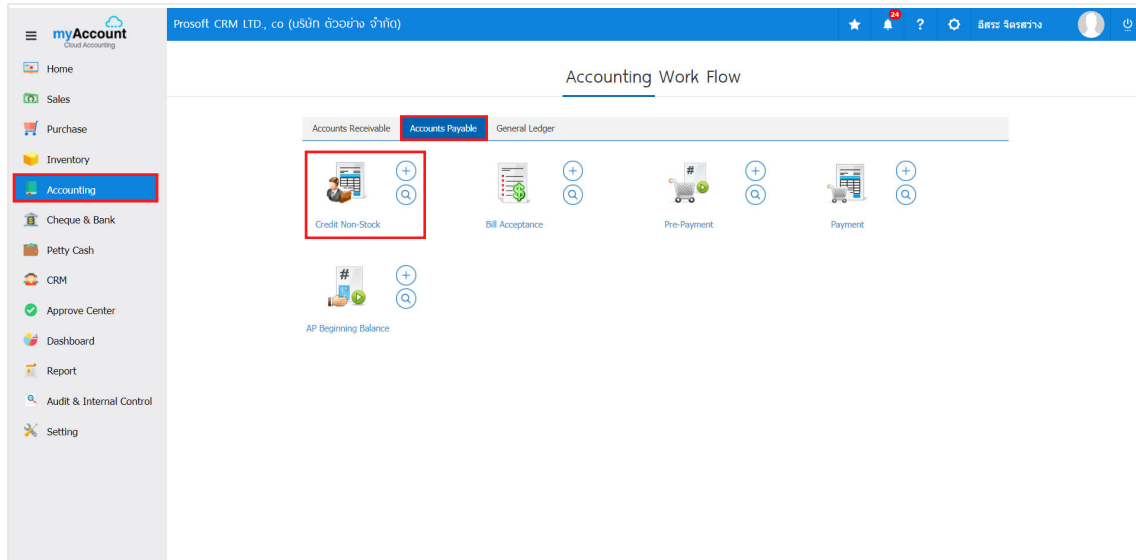 myAccount
Cloud Accounting
Prosoft CRM LTD., co (บริษัท ตัวอย่าง จำกัด)
24
?
อิสระ จิตรสว่าง
Home
Sales
Purchase
Inventory
Accounting
Cheque & Bank
Petty Cash
CRM
Approve Center
Dashboard
Report
Audit & Internal Control
Setting
Accounting Work Flow
Accounts Receivable
Accounts Payable
General Ledger
Credit Non-Stock
Bill Acceptance
#
Pre-Payment
Payment
#
AP Beginning Balance